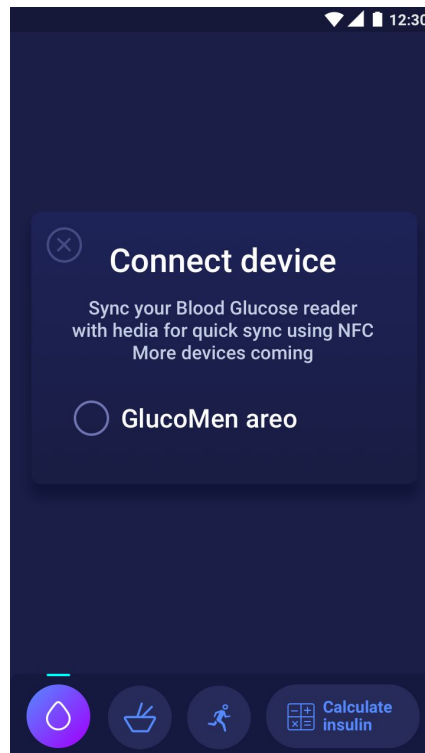 12:30
Connect device
Sync your Blood Glucose reader
with hedia for quick sync using NFC
More devices coming
GlucoMen areo
Calculate
insulin